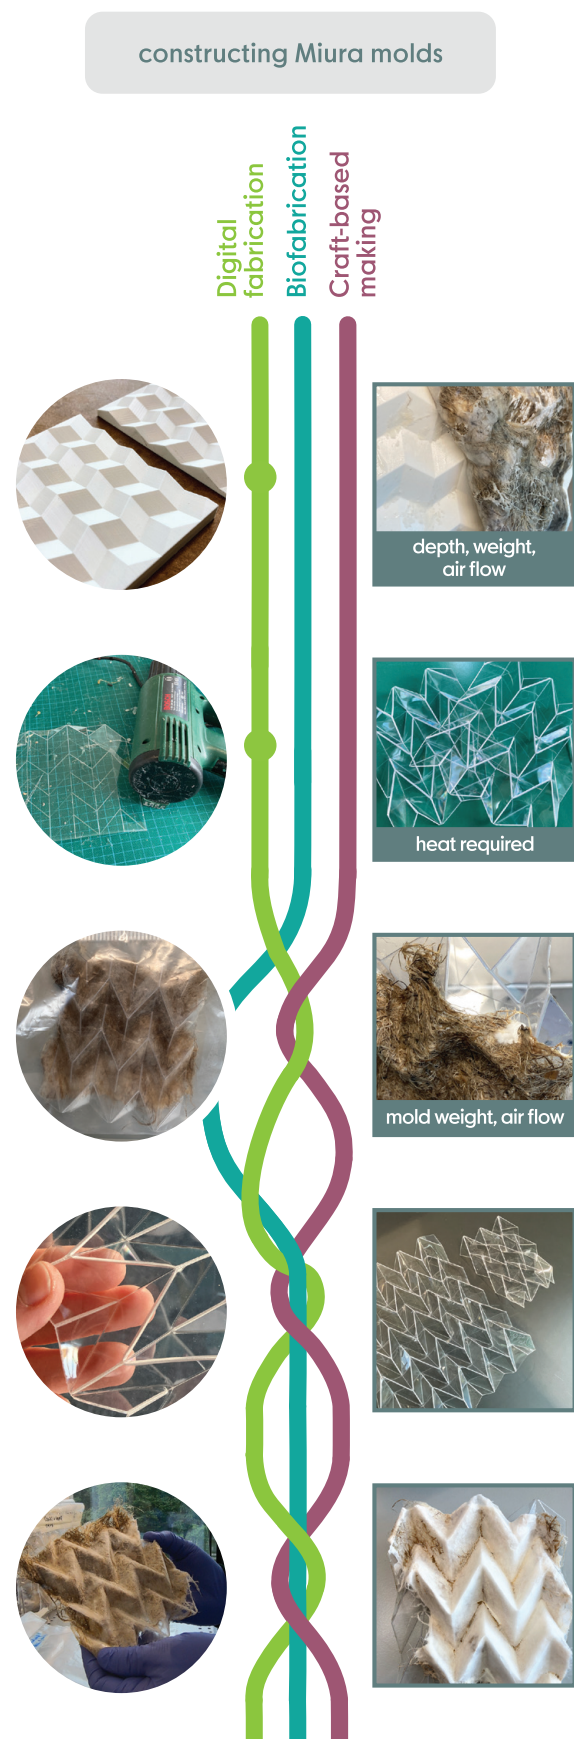 constructing Miura molds
Digital
fabrication
Biofabrication
Craft-based
making
depth, weight,
air flow
heat required
mold weight, air flow